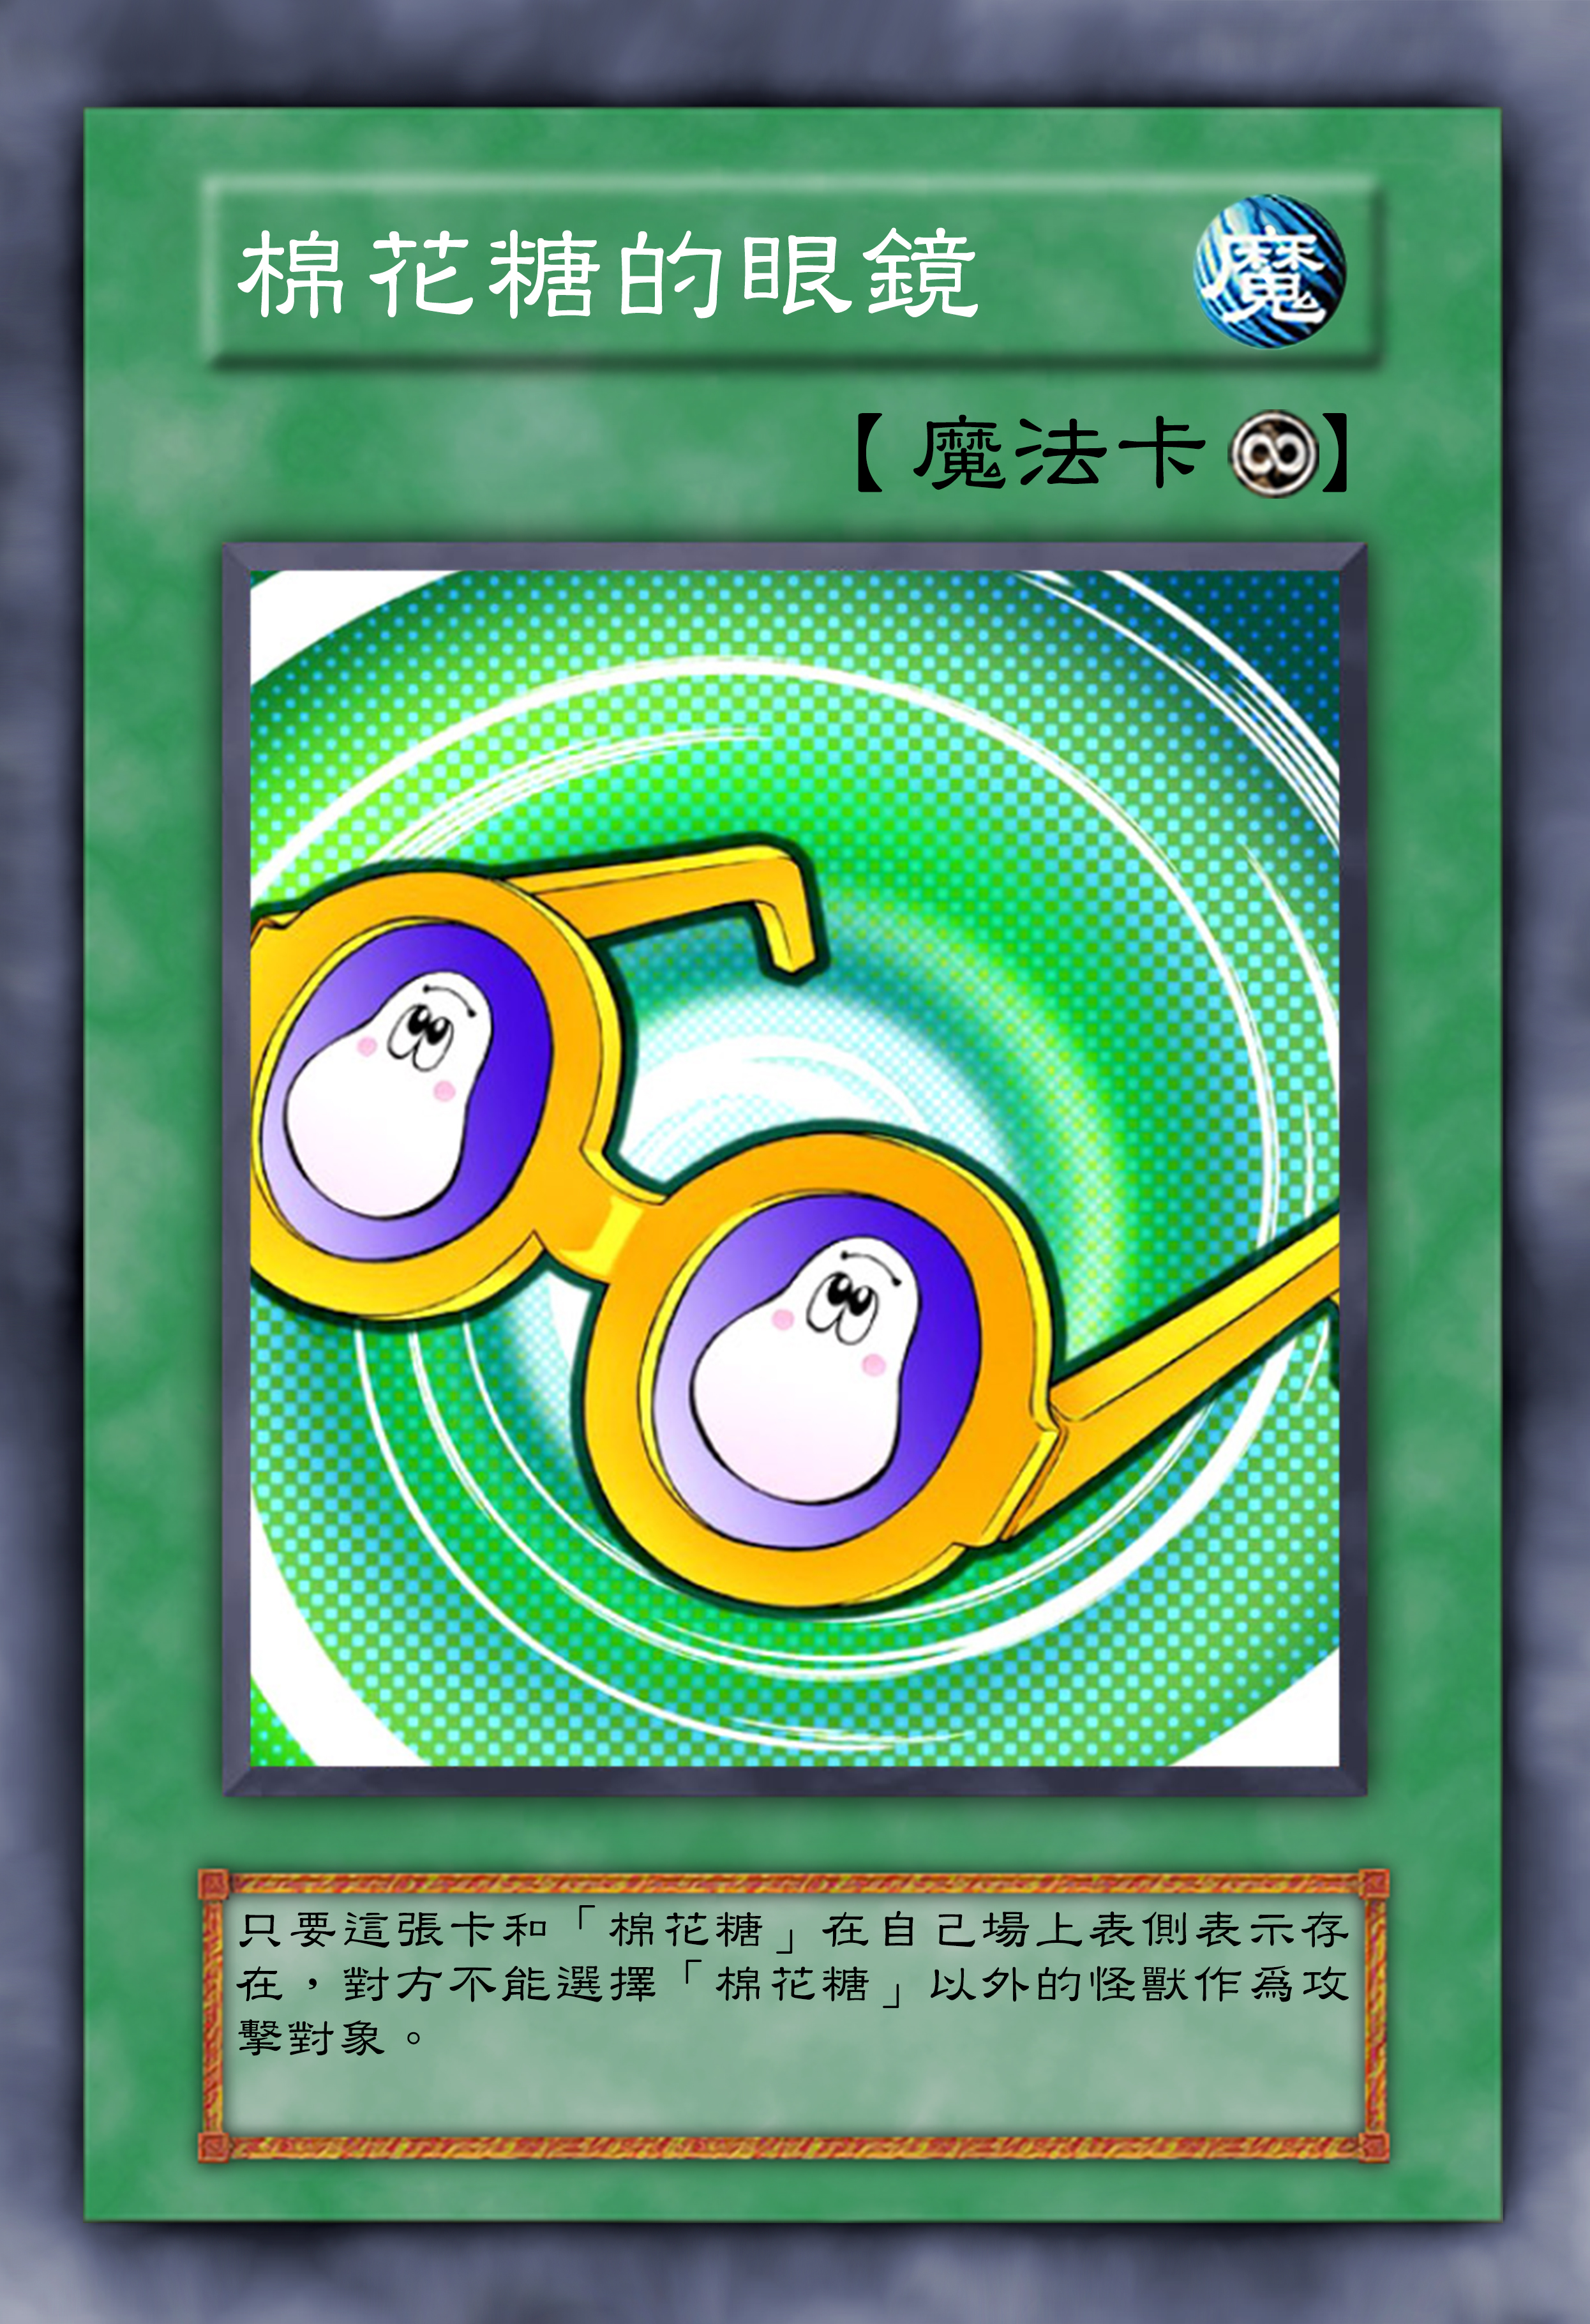 棉花糖的眼鏡
魔
【魔法卡】
只要這張卡和「棉花糖」在自己場上表側表示存
在，對方不能選擇「棉花糖」以外的怪獸作為攻
擊對象。